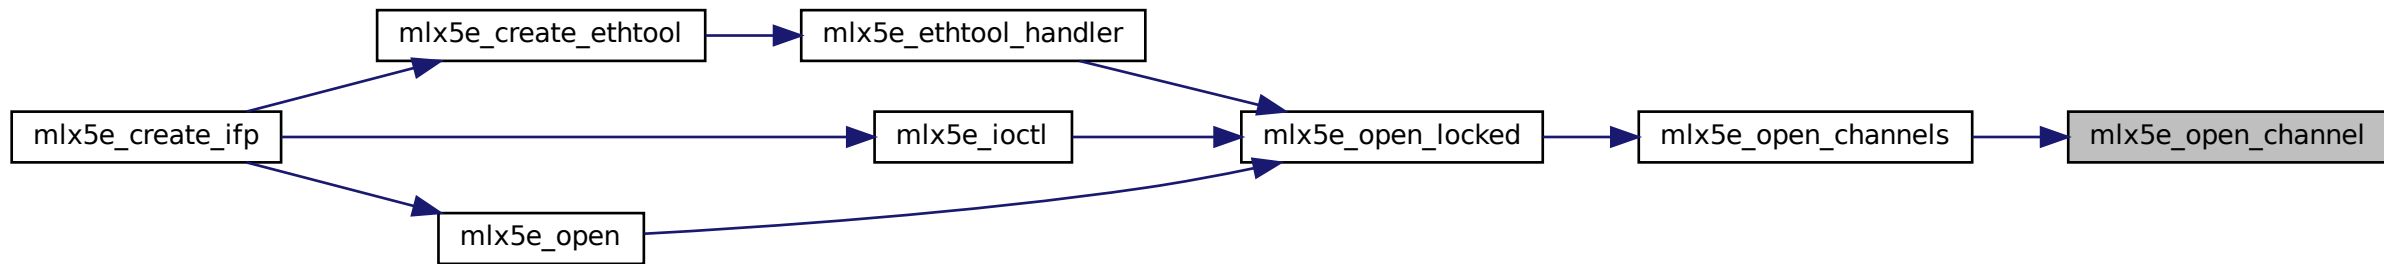 mlx5e_create_ethtool
mlx5e_ethtool_handler
mlx5e_create_ifp
mlx5e_ioctl
mlx5e_open_locked
mlx5e_open_channels
mlx5e_open_channel
mlx5e_open